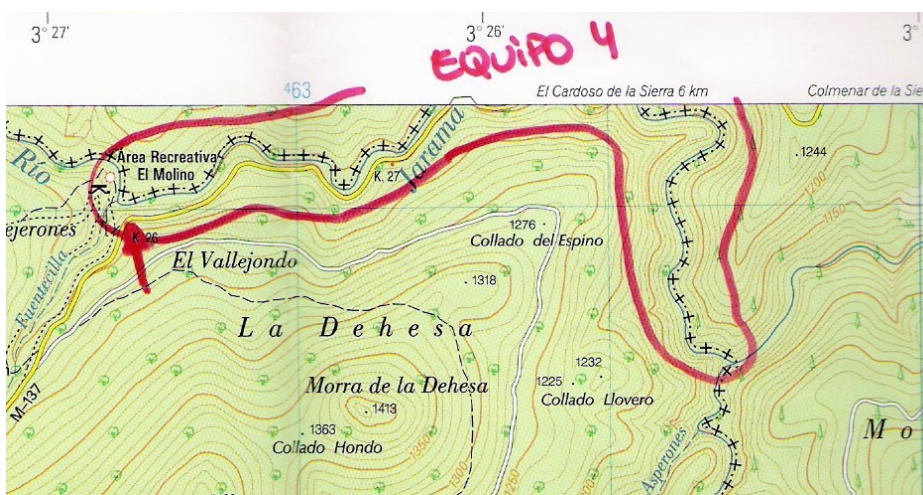 3° 27'
3° 26'
3°
EQUIPO 4
463
El Cardoso de la Sierra 6 km
Colmenar de la Sie
Río
Area Recreativa
El Molino
K. 27
Jarama
1244
1200
1150
K
ejerones
K. 26
1276
Collado del Espino
El Vallejondo
1318
Fuentecilla
La Dehesa
1232
1225
Collado Llovero
Morra de la Dehesa
1413
M-137
1363
Collado Hondo
1350
1300
1250
Asperones
Mo